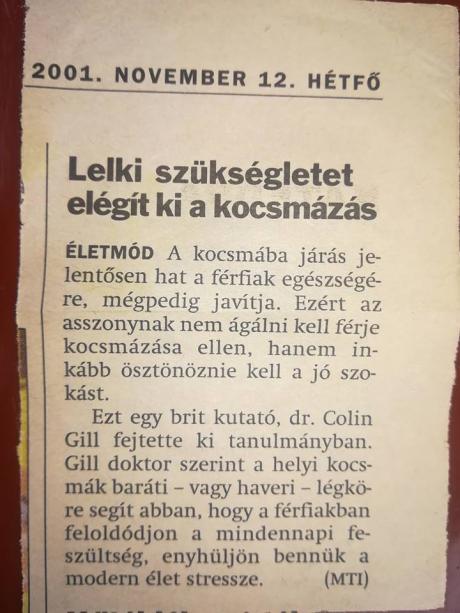 2001. NOVEMBER 12. HÉTFŐ
Lelki szükségletet
elégít ki a kocsmázás
ÉLETMÓD A kocsmába járás je-
lentősen hat a férfiak egészségé-
re, mégpedig javítja. Ezért az
asszonynak nem ágálni kell férje
kocsmázása ellen, hanem in-
kább ösztönöznie kell a jó szo-
kást.
Ezt egy brit kutató, dr. Colin
Gill fejtette ki tanulmányban.
Gill doktor szerint a helyi kocs-
mák baráti – vagy haveri – légkö-
re segít abban, hogy a férfiakban
feloldódjon a mindennapi fe-
szültség, enyhüljön bennük a
modern élet stressze. (MTI)